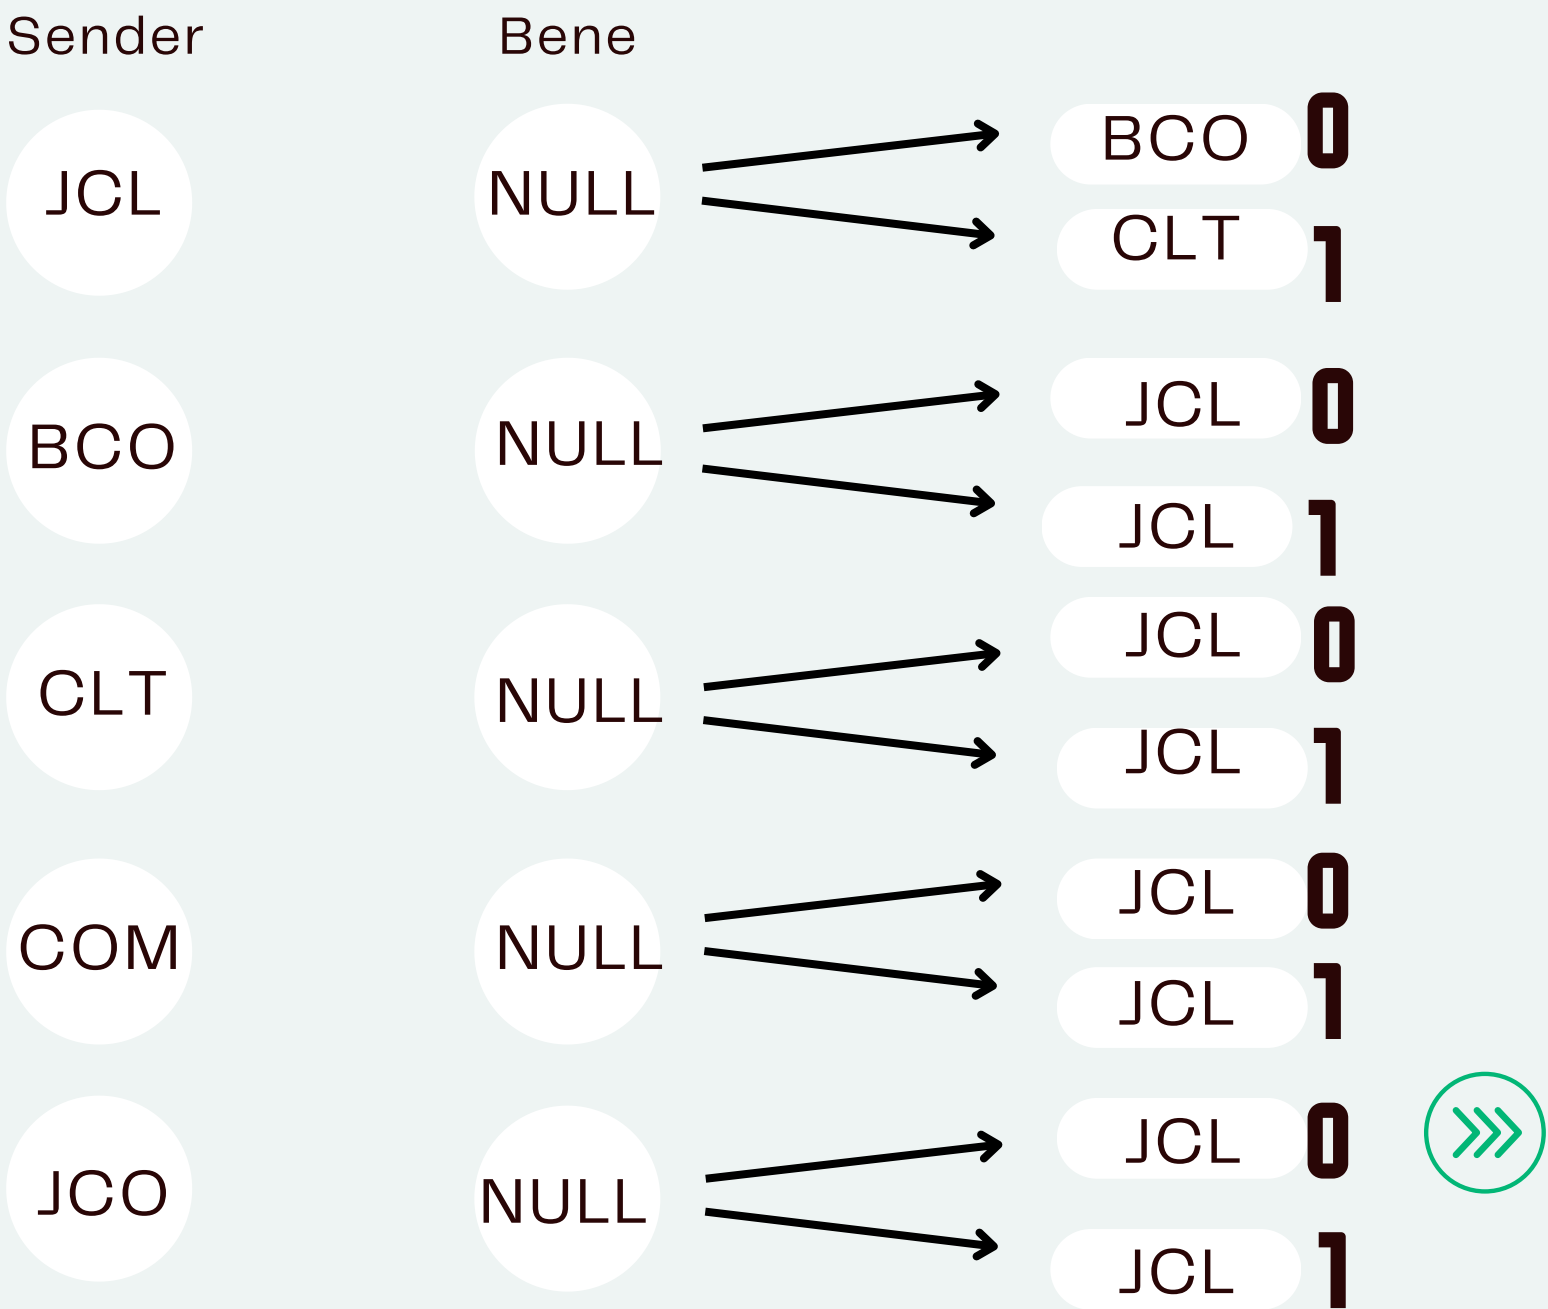 Sender Bene
BCO 0
JCL NULL
CLT 1
JCL 0
BCO NULL
JCL 1
JCL 0
CLT NULL
JCL 1
JCL 0
COM NULL
JCL 1
JCL 0
JCO NULL
JCL 1